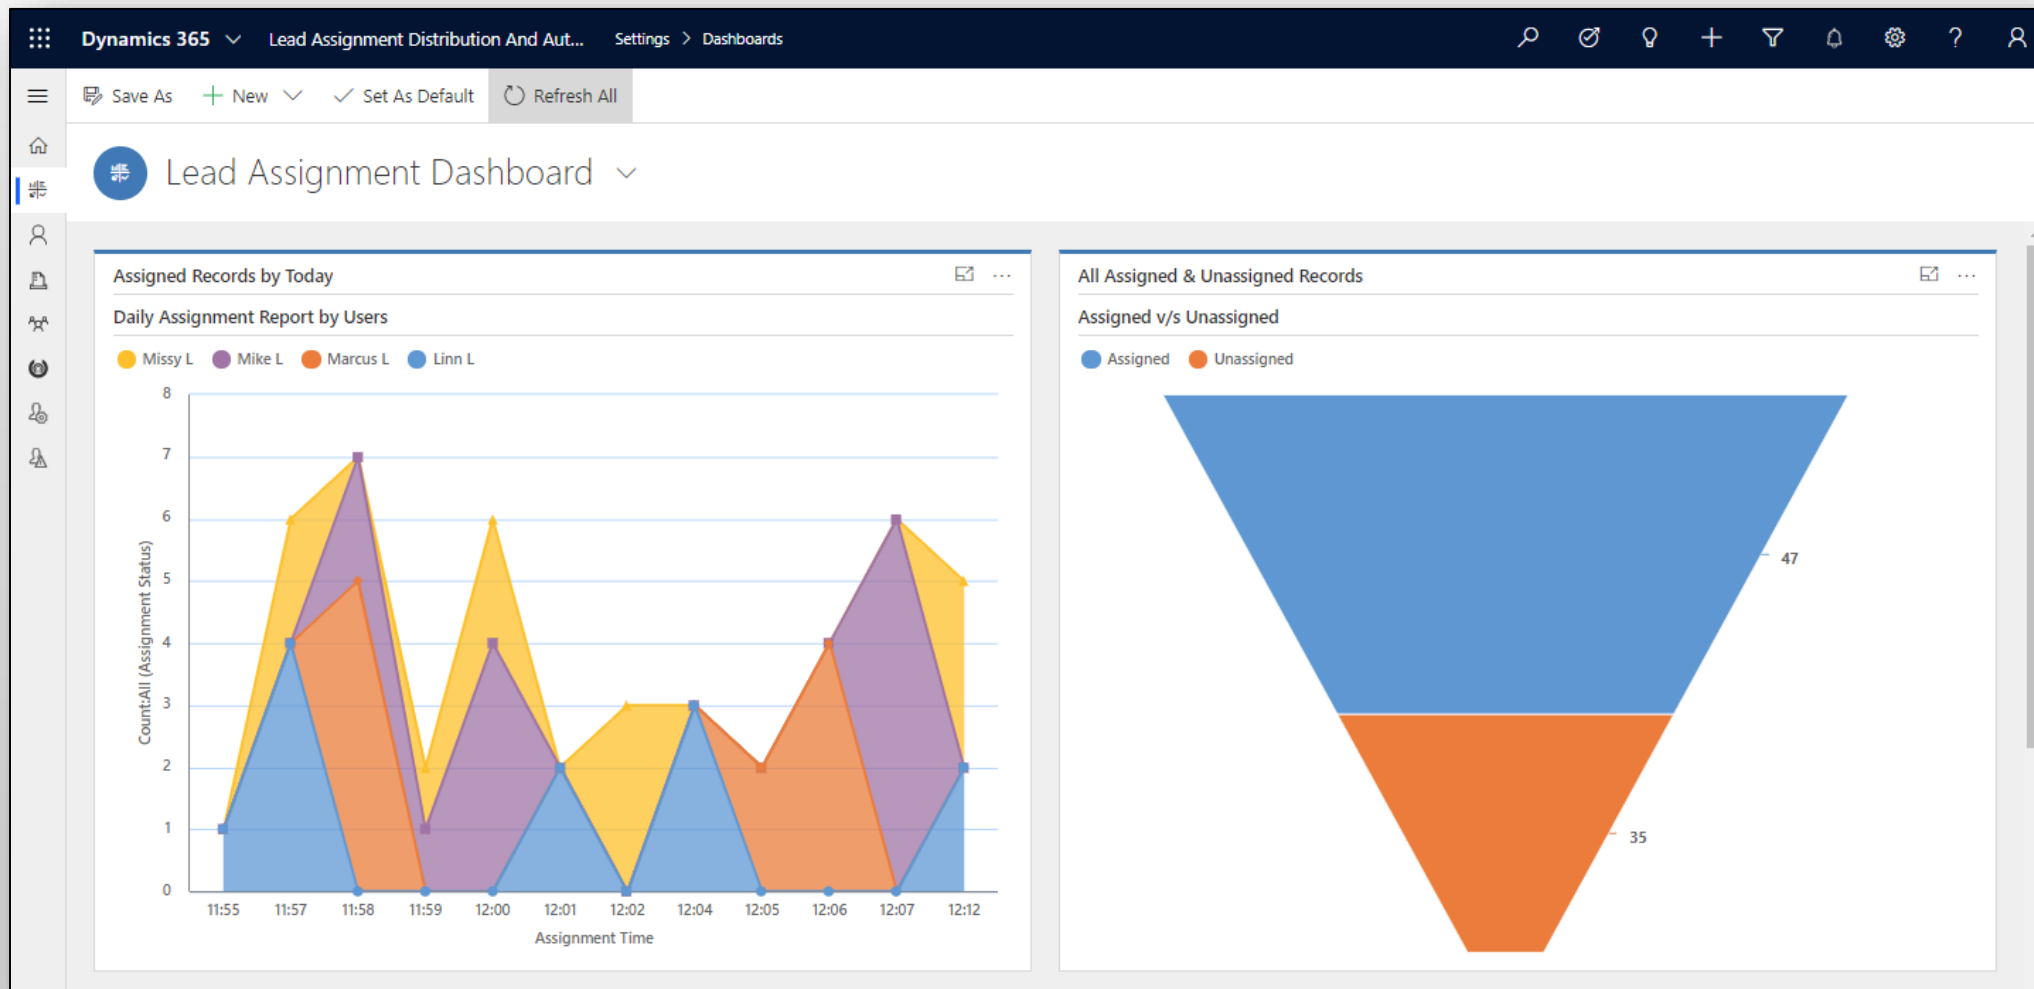 Dynamics 365 Lead Assignment Distribution And Aut... Settings > Dashboards
Save As New Set As Default Refresh All
Lead Assignment Dashboard
Assigned Records by Today
Daily Assignment Report by Users
Missy L Mike L Marcus L Linn L
8
7
6
5
4
3
2
1
0
Count:All (Assignment Status)
11:55 11:57 11:58 11:59 12:00 12:01 12:02 12:04 12:05 12:06 12:07 12:12
Assignment Time
All Assigned & Unassigned Records
Assigned v/s Unassigned
Assigned Unassigned
47
35